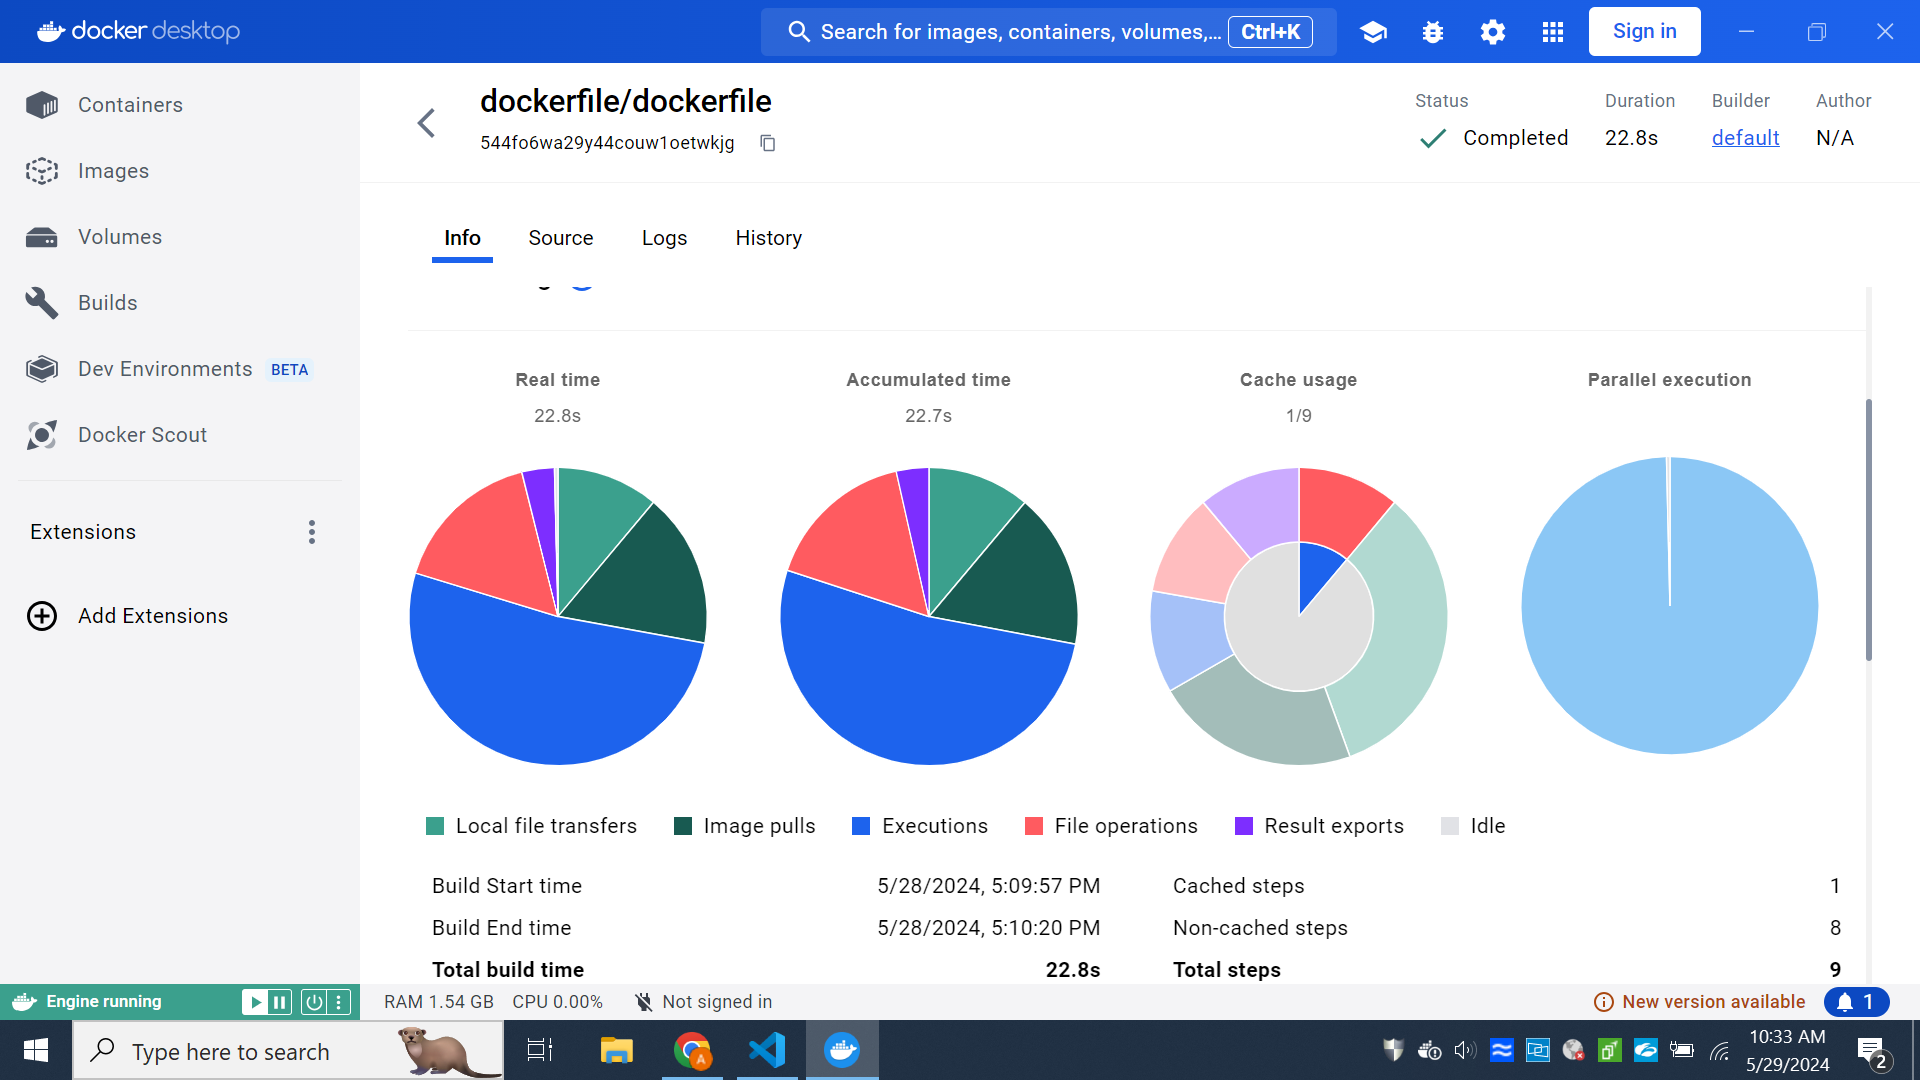 docker desktop
Search for images, containers, volumes,... Ctrl+K
Sign in
Containers
Images
Volumes
Builds
Dev Environments BETA
Docker Scout
Extensions
Add Extensions
dockerfile/dockerfile
544fo6wa29y44couw1oetwkjg
Status Duration Builder Author
Completed 22.8s default N/A
Info Source Logs History
Real time Accumulated time Cache usage Parallel execution
22.8s 22.7s 1/9
Local file transfers Image pulls Executions File operations Result exports Idle
Build Start time 5/28/2024, 5:09:57 PM Cached steps 1
Build End time 5/28/2024, 5:10:20 PM Non-cached steps 8
Total build time 22.8s Total steps 9
Engine running RAM 1.54 GB CPU 0.00% Not signed in New version available 1
Type here to search
A
10:33 AM
5/29/2024
2